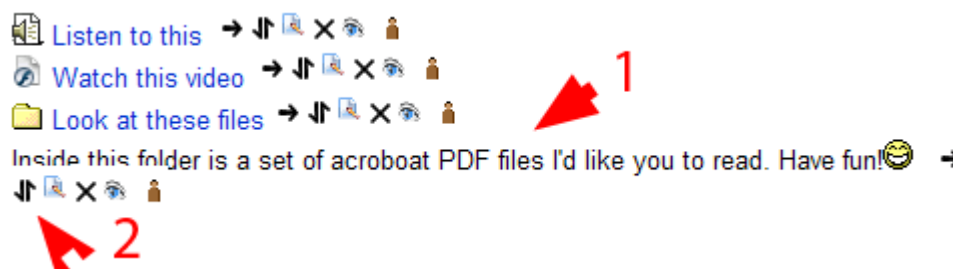 Listen to this
1
Watch this video
Look at these files
Inside this folder is a set of acroboat PDF files I'd like you to read. Have fun!
2